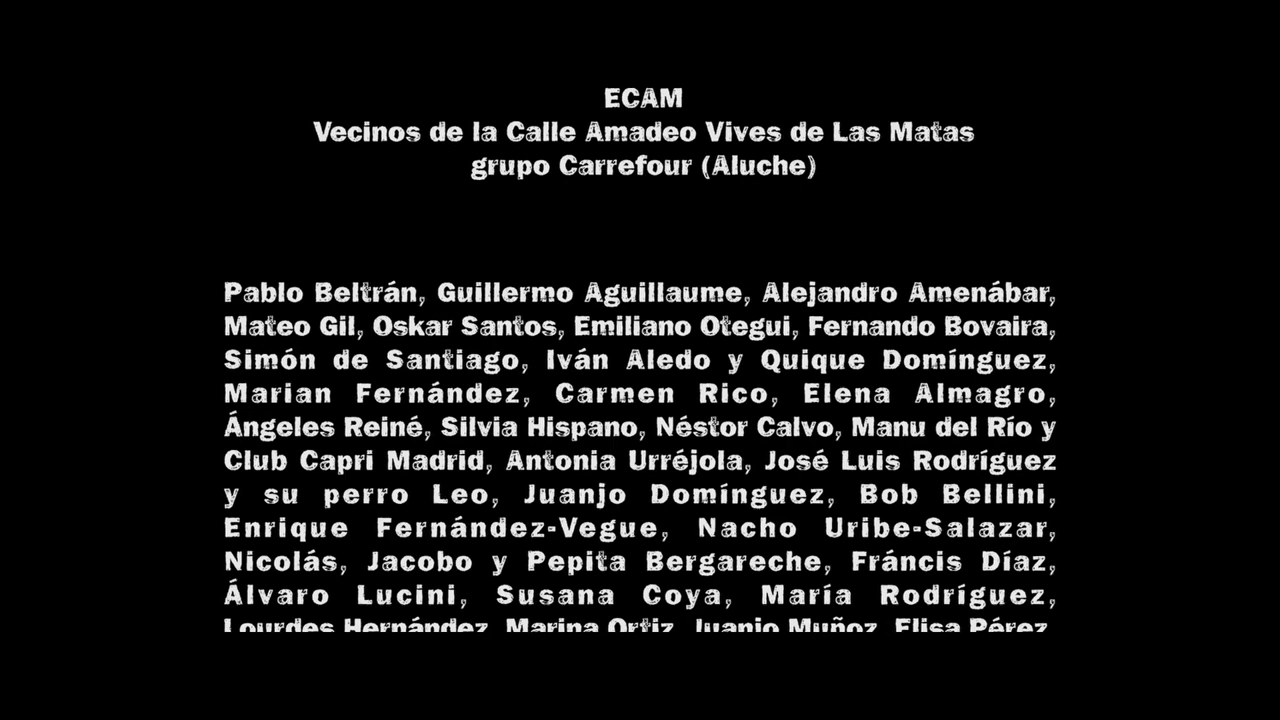 ECAM
Vecinos de la Calle Amadeo Vives de Las Matas
grupo Carrefour (Aluche)
Pablo Beltrán, Guillermo Aguillaume, Alejandro Amenábar,
Mateo Gil, Oskar Santos, Emiliano Otegui, Fernando Bovaira,
Simón de Santiago, Iván Aledo y Quique Domínguez,
Marian Fernández, Carmen Rico, Elena Almagro,
Ángeles Reiné, Silvia Hispano, Néstor Calvo, Manu del Río y
Club Capri Madrid, Antonia Urréjola, José Luis Rodríguez
y su perro Leo, Juanjo Domínguez, Bob Bellini,
Enrique Fernández-Vegue, Nacho Uribe-Salazar,
Nicolás, Jacobo y Pepita Bergareche, Fráncis Díaz,
Álvaro Lucini, Susana Coya, María Rodríguez,
Lourdes Hernández, Marina Ortiz, Juanjo Muñoz, Elisa Pérez,